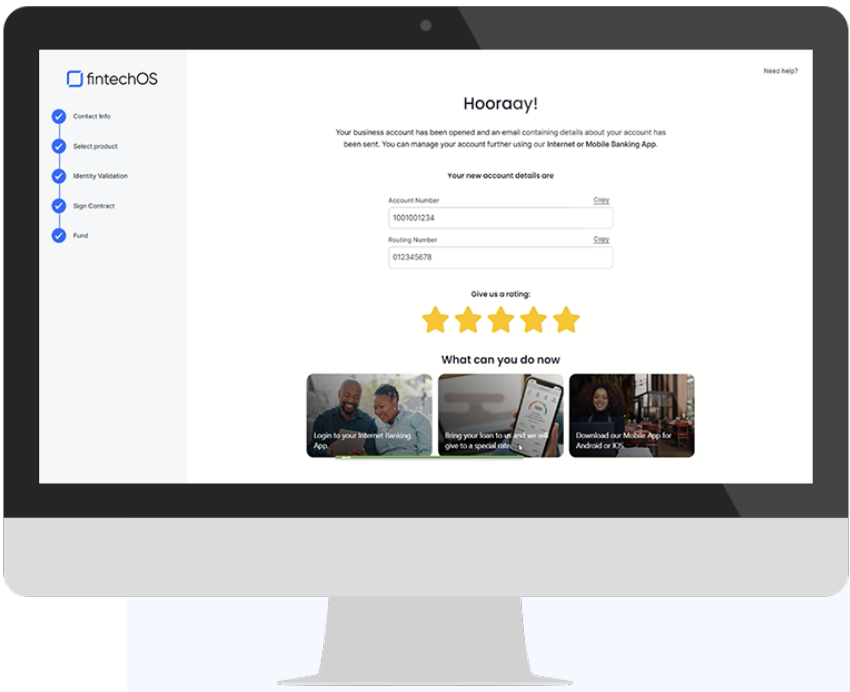 fintechOS
Contact Info
Select product
Identity Validation
Sign Contract
Fund
Need help?
Hooraay!
Your business account has been opened and an email containing details about your account has
been sent. You can manage your account further using our Internet or Mobile Banking App.
Your new account details are
Account Number
Copy
1001001234
Routing Number
Copy
012345678
Give us a rating:
What can you do now
Login to your Internet Banking
App.
Bring your loan to us and we will
give to a special rate.
Download our Mobile App for
Android or IOS.